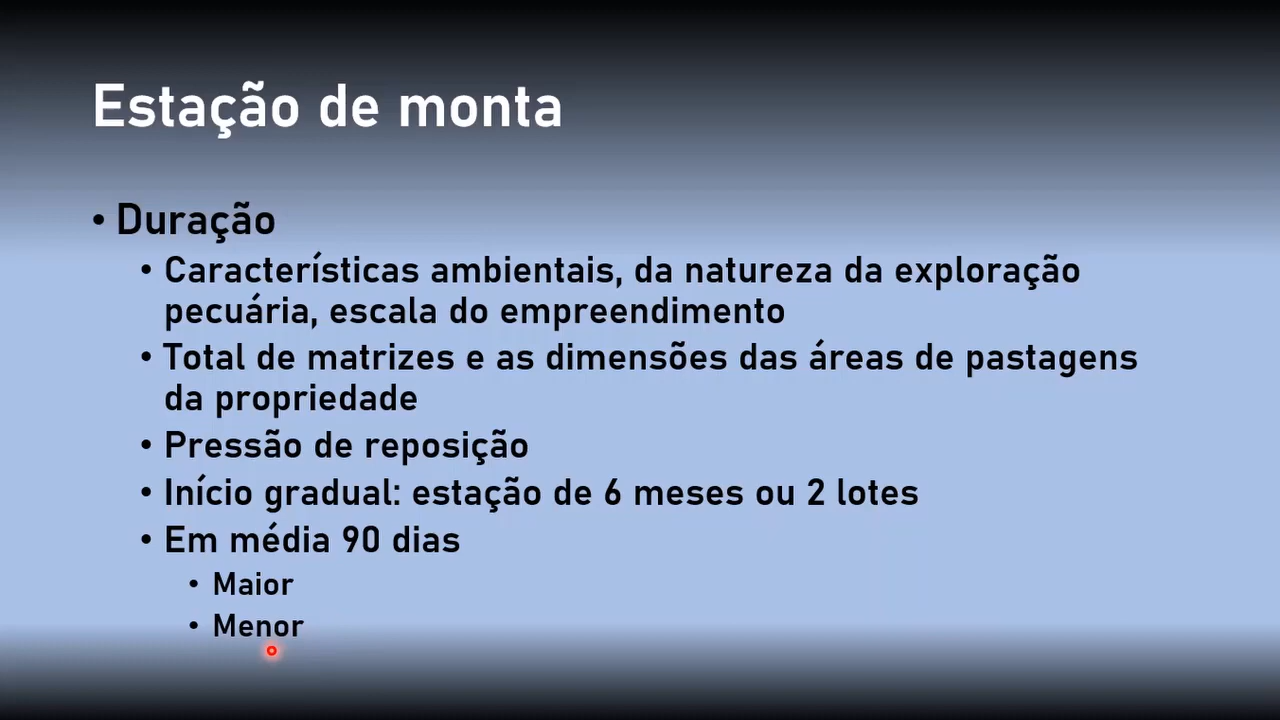 Estação de monta
• Duração
• Características ambientais, da natureza da exploração
pecuária, escala do empreendimento
• Total de matrizes e as dimensões das áreas de pastagens
da propriedade
• Pressão de reposição
• Início gradual: estação de 6 meses ou 2 lotes
• Em média 90 dias
• Maior
• Menor